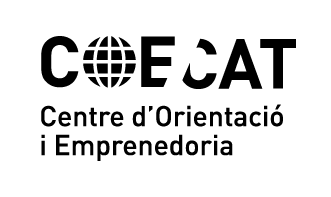 COECAT
Centre d'Orientació
i Emprenedoria